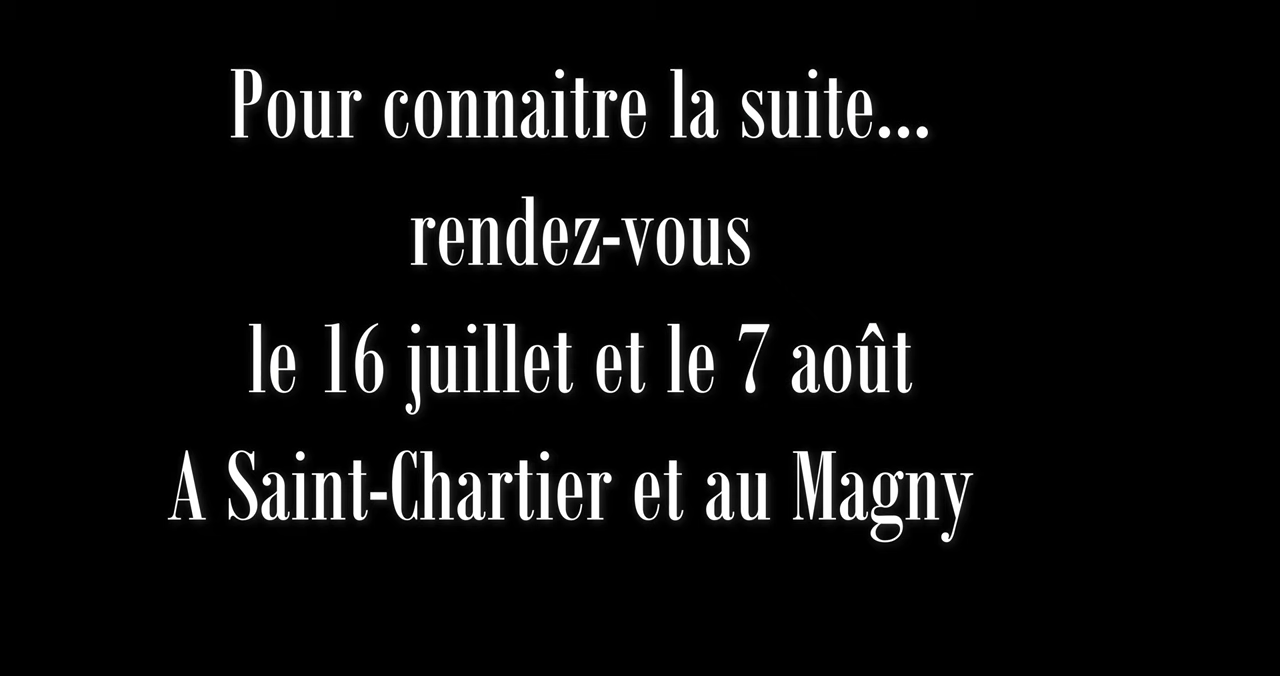 Pour connaitre la suite...
rendez-vous
le 16 juillet et le 7 août
A Saint-Chartier et au Magny